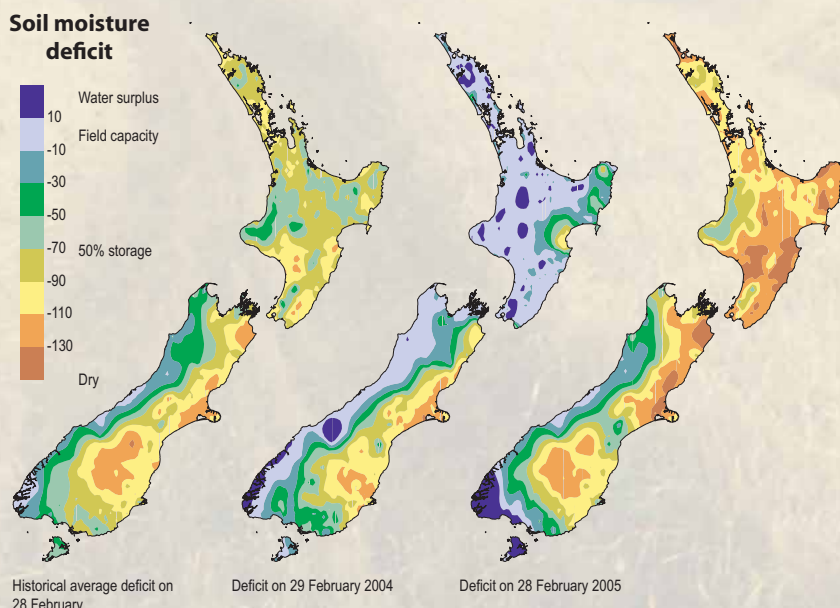 Soil moisture
deficit
Water surplus
10
Field capacity
-10
-30
-50
-70
50% storage
-90
-110
-130
Dry
Historical average deficit on
28 February
Deficit on 29 February 2004
Deficit on 28 February 2005